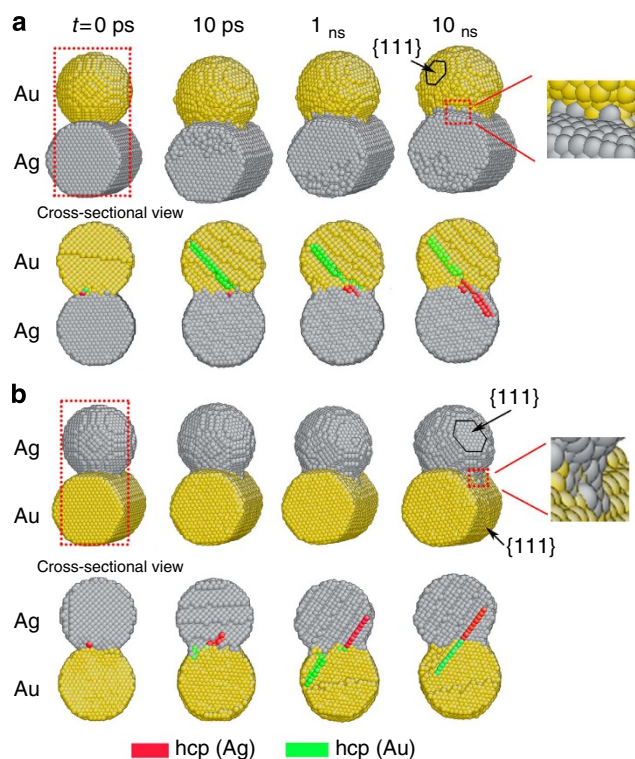 a
t=0 ps 10 ps 1 ns 10 ns
{111}
Au
Ag
Cross-sectional view
Au
Ag
b
{111}
Ag
Au
{111}
Cross-sectional view
Ag
Au
hcp (Ag) hcp (Au)